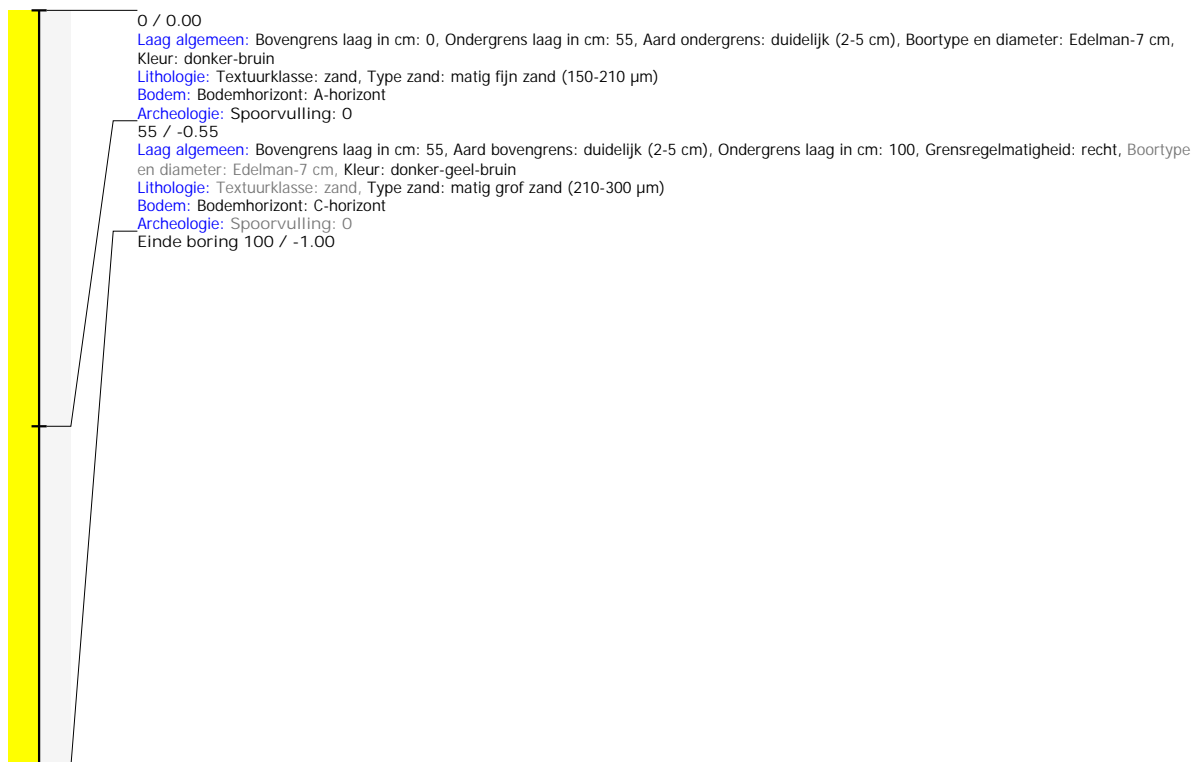 0 / 0.00
Laag algemeen: Bovengrens laag in cm: 0, Ondergrens laag in cm: 55, Aard ondergrens: duidelijk (2-5 cm), Boortype en diameter: Edelman-7 cm,
Kleur: donker-bruin
Lithologie: Textuurklasse: zand, Type zand: matig fijn zand (150-210 µm)
Bodem: Bodemhorizont: A-horizont
Archeologie: Spoorvulling: 0
55 / -0.55
Laag algemeen: Bovengrens laag in cm: 55, Aard bovengrens: duidelijk (2-5 cm), Ondergrens laag in cm: 100, Grensregelmatigheid: recht, Boortype
en diameter: Edelman-7 cm, Kleur: donker-geel-bruin
Lithologie: Textuurklasse: zand, Type zand: matig grof zand (210-300 µm)
Bodem: Bodemhorizont: C-horizont
Archeologie: Spoorvulling: 0
Einde boring 100 / -1.00